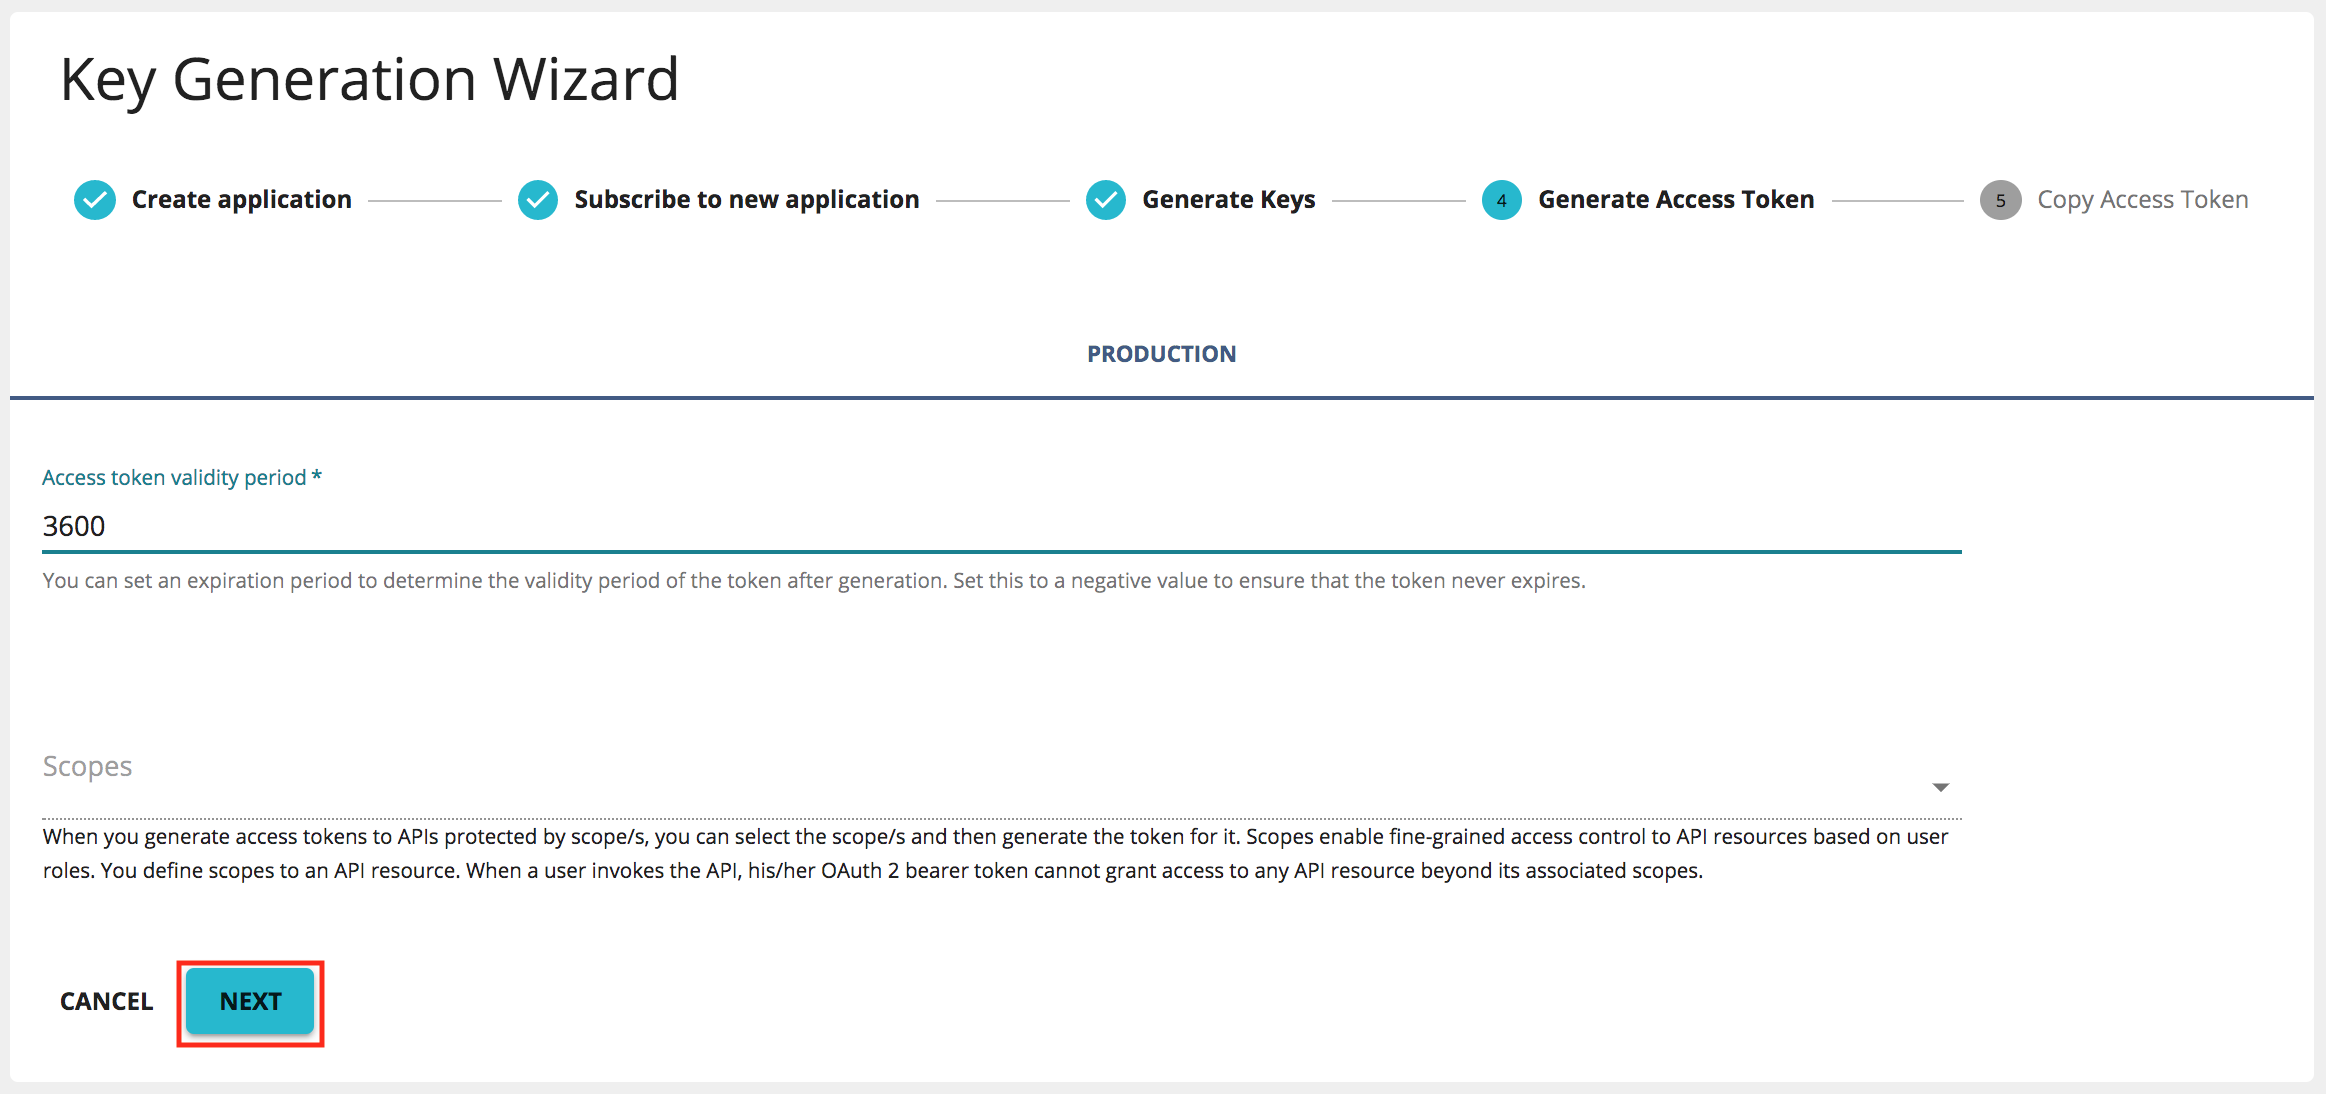 Key Generation Wizard
Create application
Subscribe to new application
Generate Keys
4 Generate Access Token
5 Copy Access Token
PRODUCTION
Access token validity period *
3600
You can set an expiration period to determine the validity period of the token after generation. Set this to a negative value to ensure that the token never expires.
Scopes
When you generate access tokens to APIs protected by scope/s, you can select the scope/s and then generate the token for it. Scopes enable fine-grained access control to API resources based on user
roles. You define scopes to an API resource. When a user invokes the API, his/her OAuth 2 bearer token cannot grant access to any API resource beyond its associated scopes.
CANCEL
NEXT